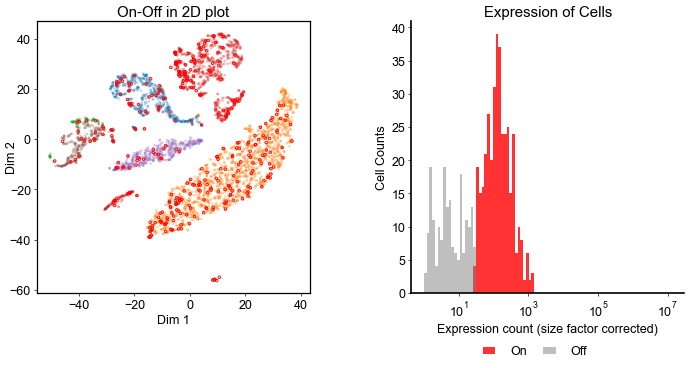 On-Off in 2D plot
Dim 2
40
20
0
−20
−40
−60
−40 −20 0 20 40
Dim 1
Expression of Cells
Cell Counts
40
35
30
25
20
15
10
5
0
10^1 10^3 10^5 10^7
Expression count (size factor corrected)
On Off